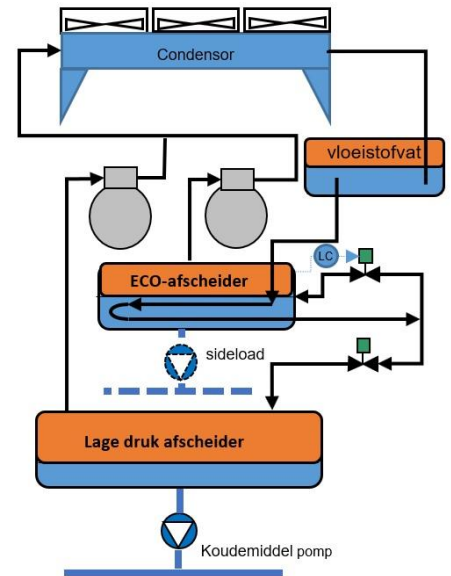 Condensor
vloeistofvat
LC
ECO-afscheider
sideload
Lage druk afscheider
Koudemiddel pomp